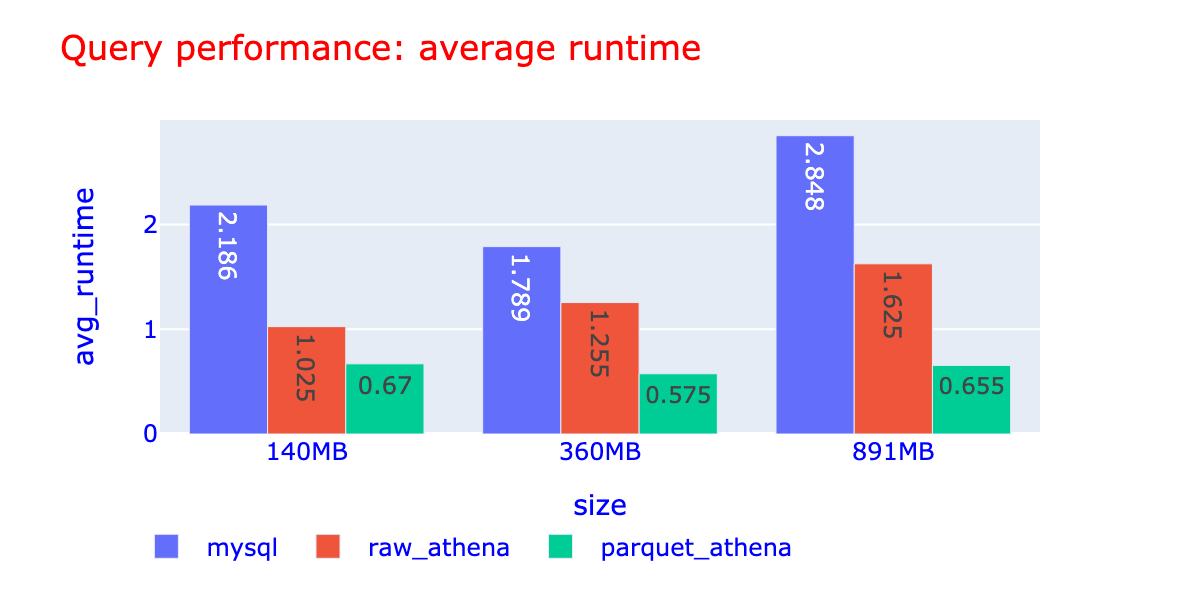 Query performance: average runtime
avg_runtime
2
1
0
2.186
1.025
0.67
1.789
1.255
0.575
2.848
1.625
0.655
140MB 360MB 891MB
size
mysql raw_athena parquet_athena